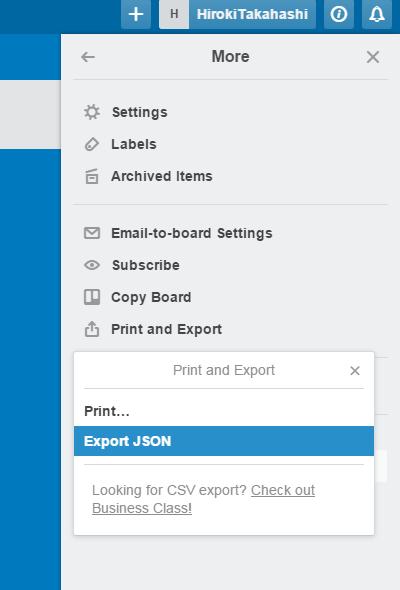 H HirokiTakahashi
More
Settings
Labels
Archived Items
Email-to-board Settings
Subscribe
Copy Board
Print and Export
Print and Export
Print...
Export JSON
Looking for CSV export? Check out
Business Class!